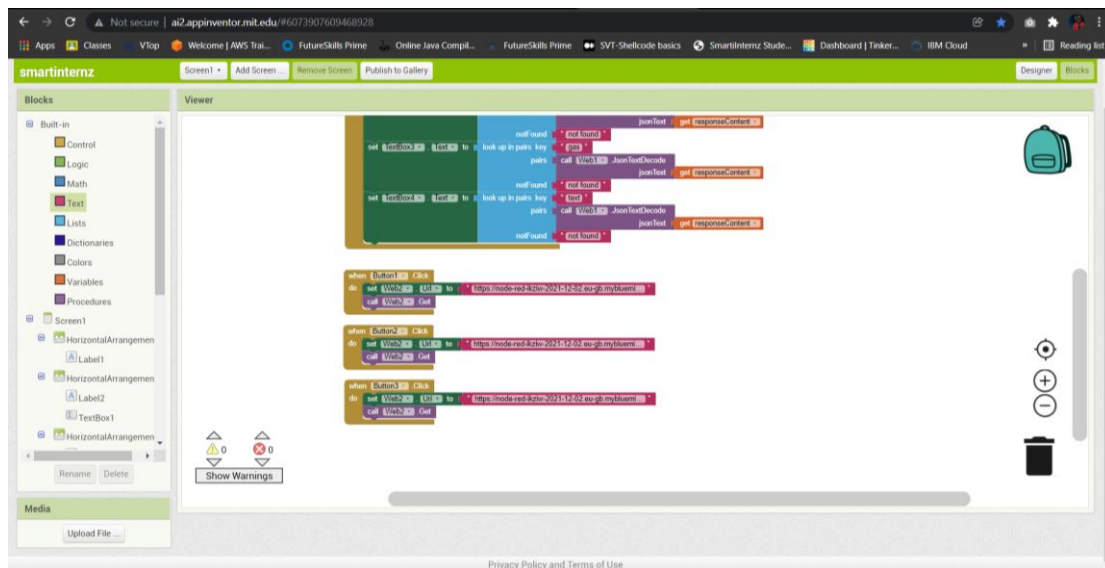 Not secure | ai2.appinventor.mit.edu/#6073907609468928
Apps Classes VTop Welcome | AWS Trai... FutureSkills Prime Online Java Compil... FutureSkills Prime SVT-Shellcode basics SmartInternz Stude... Dashboard | Tinker... IBM Cloud » Reading list
smartinternz Screen1 Add Screen ... Remove Screen Publish to Gallery Designer Blocks
Blocks
Built-in
Control
Logic
Math
Text
Lists
Dictionaries
Colors
Variables
Procedures
Screen1
HorizontalArrangemen
Label1
HorizontalArrangemen
Label2
TextBox1
HorizontalArrangemen
Rename Delete
Media
Upload File ...
Viewer
jsonText get responseContent
notFound " not found "
set TextBox3 . Text to look up in pairs key " gas "
pairs call Web1 .JsonTextDecode
jsonText get responseContent
notFound " not found "
set TextBox4 . Text to look up in pairs key " text "
pairs call Web1 .JsonTextDecode
jsonText get responseContent
notFound " not found "
when Button1 .Click
do set Web2 . Url to " https://node-red-ikziw-2021-12-02.eu-gb.mybluemi... "
call Web2 .Get
when Button2 .Click
do set Web2 . Url to " https://node-red-ikziw-2021-12-02.eu-gb.mybluemi... "
call Web2 .Get
when Button3 .Click
do set Web2 . Url to " https://node-red-ikziw-2021-12-02.eu-gb.mybluemi... "
call Web2 .Get
0 0
Show Warnings
Privacy Policy and Terms of Use